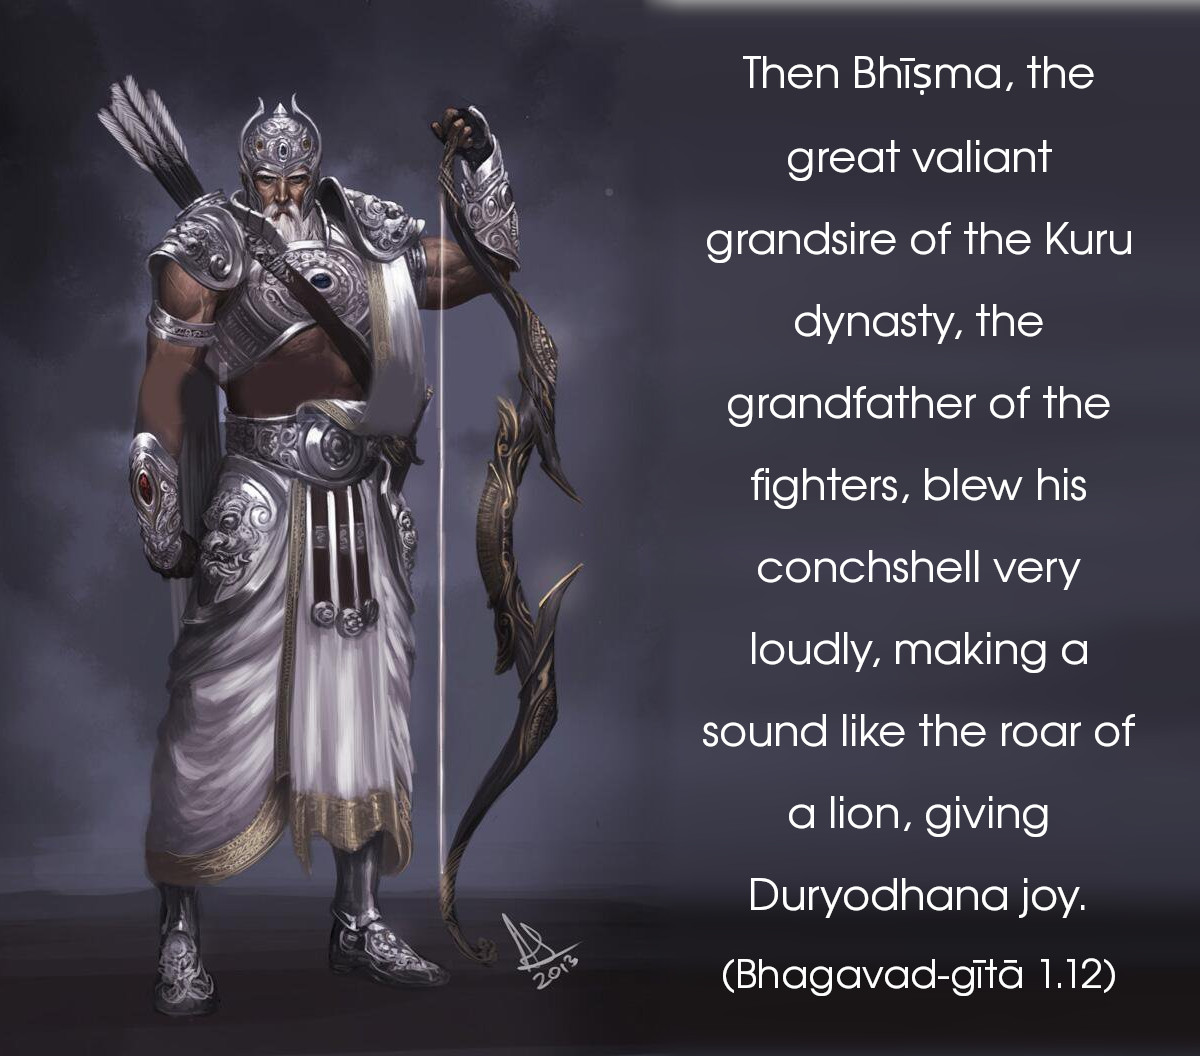 Then Bhīṣma, the
great valiant
grandsire of the Kuru
dynasty, the
grandfather of the
fighters, blew his
conchshell very
loudly, making a
sound like the roar of
a lion, giving
Duryodhana joy.
(Bhagavad-gītā 1.12)
2013